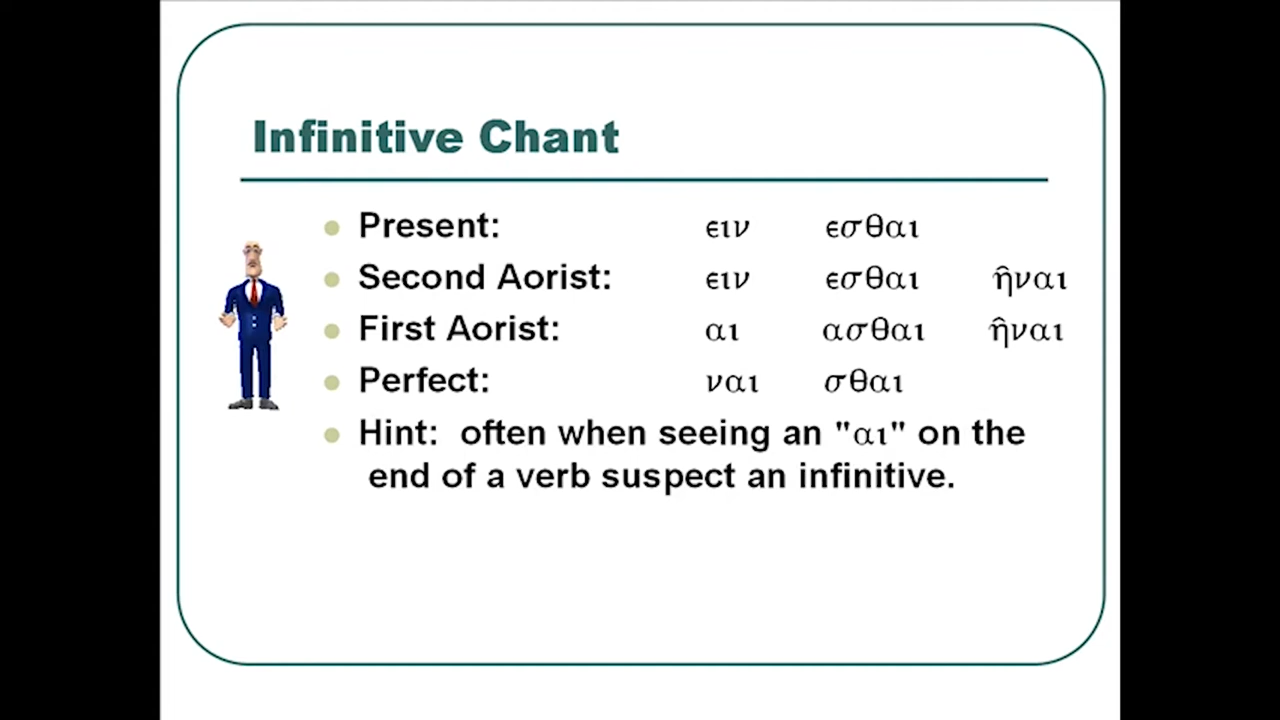 Infinitive Chant
Present: ειν εσθαι
Second Aorist: ειν εσθαι η̂ναι
First Aorist: αι ασθαι η̂ναι
Perfect: ναι σθαι
Hint: often when seeing an "αι" on the
end of a verb suspect an infinitive.